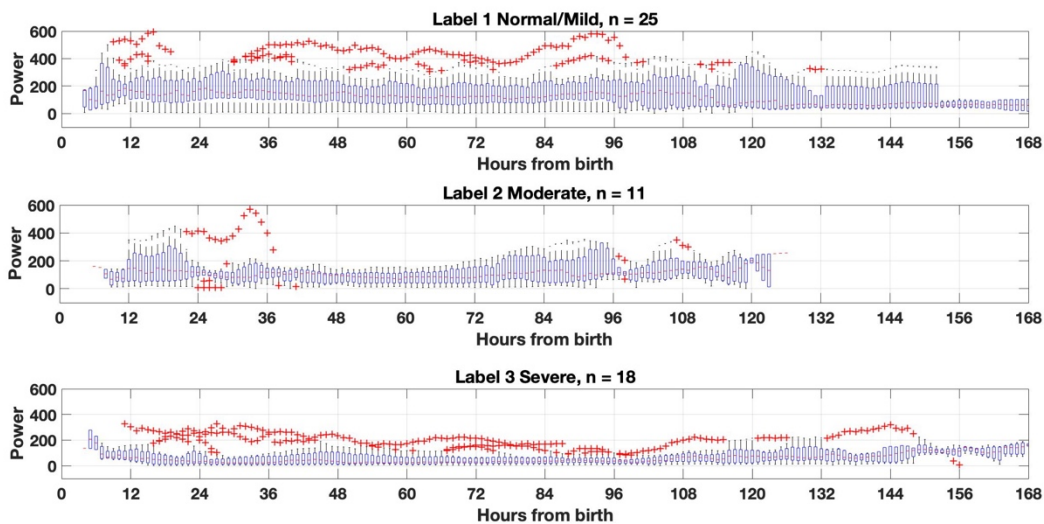 Label 1 Normal/Mild, n = 25
600
400
200
0
Power
0 12 24 36 48 60 72 84 96 108 120 132 144 156 168
Hours from birth
Label 2 Moderate, n = 11
600
400
200
0
Power
0 12 24 36 48 60 72 84 96 108 120 132 144 156 168
Hours from birth
Label 3 Severe, n = 18
600
400
200
0
Power
0 12 24 36 48 60 72 84 96 108 120 132 144 156 168
Hours from birth